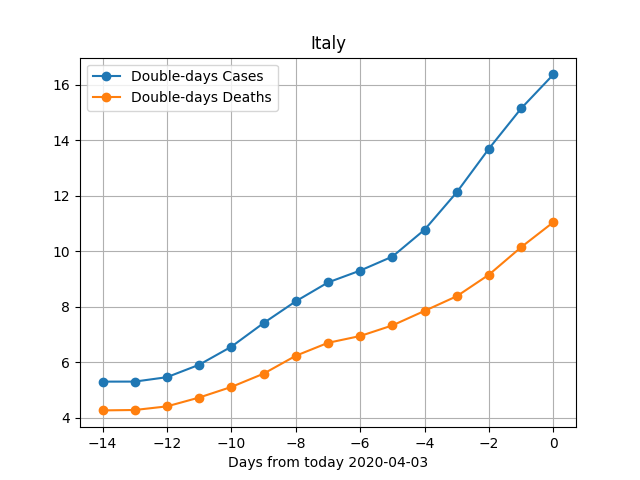 Italy
Double-days Cases
Double-days Deaths
16
14
12
10
8
6
4
−14 −12 −10 −8 −6 −4 −2 0
Days from today 2020-04-03